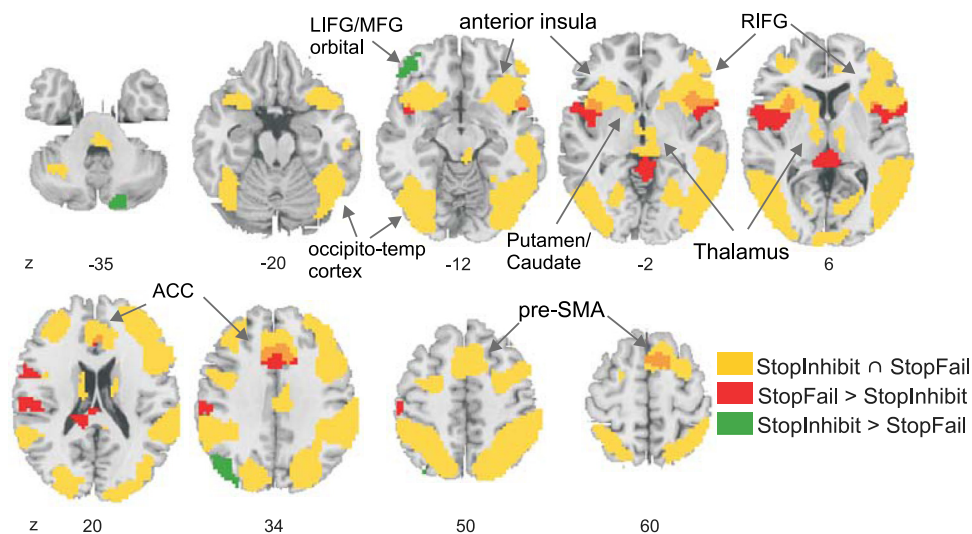 LIFG/MFG
orbital
anterior insula
RIFG
occipito-temp
cortex
Putamen/
Caudate
Thalamus
z -35 -20 -12 -2 6
ACC
pre-SMA
StopInhibit ∩ StopFail
StopFail > StopInhibit
StopInhibit > StopFail
z 20 34 50 60